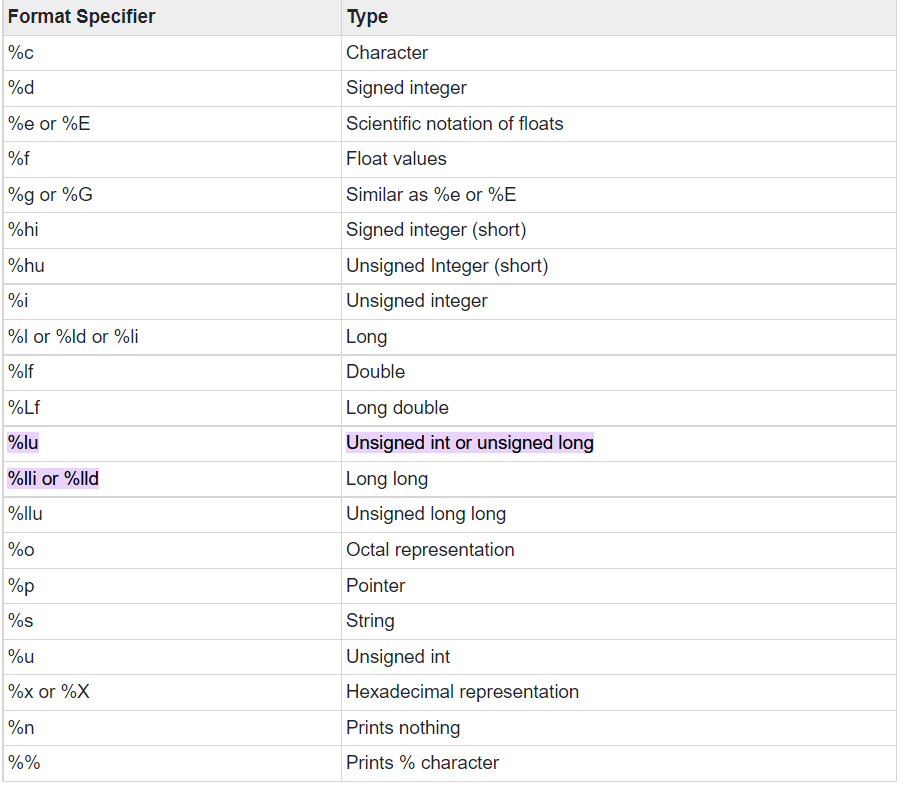 Format Specifier Type
%c Character
%d Signed integer
%e or %E Scientific notation of floats
%f Float values
%g or %G Similar as %e or %E
%hi Signed integer (short)
%hu Unsigned Integer (short)
%i Unsigned integer
%l or %ld or %li Long
%lf Double
%Lf Long double
%lu Unsigned int or unsigned long
%lli or %lld Long long
%llu Unsigned long long
%o Octal representation
%p Pointer
%s String
%u Unsigned int
%x or %X Hexadecimal representation
%n Prints nothing
%% Prints % character